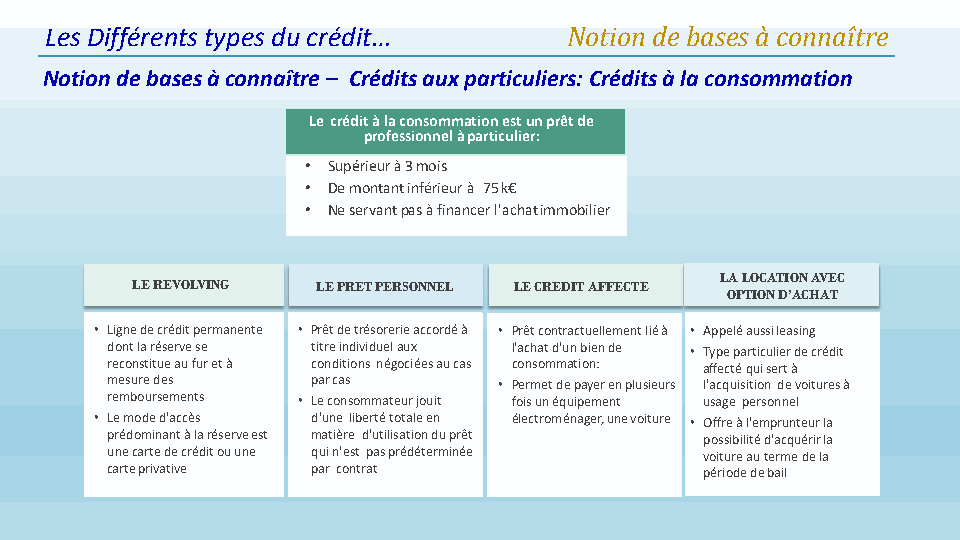 Les Différents types du crédit…
Notion de bases à connaître
Notion de bases à connaître – Crédits aux particuliers: Crédits à la consommation
Le crédit à la consommation est un prêt de
professionnel à particulier:
• Supérieur à 3 mois
• De montant inférieur à 75 k€
• Ne servant pas à financer l'achat immobilier
LE REVOLVING
• Ligne de crédit permanente
dont la réserve se
reconstitue au fur et à
mesure des
remboursements
• Le mode d'accès
prédominant à la réserve est
une carte de crédit ou une
carte privative
LE PRET PERSONNEL
• Prêt de trésorerie accordé à
titre individuel aux
conditions négociées au cas
par cas
• Le consommateur jouit
d'une liberté totale en
matière d'utilisation du prêt
qui n'est pas prédéterminée
par contrat
LE CREDIT AFFECTE
• Prêt contractuellement lié à
l'achat d'un bien de
consommation:
• Permet de payer en plusieurs
fois un équipement
électroménager, une voiture
LA LOCATION AVEC
OPTION D'ACHAT
• Appelé aussi leasing
• Type particulier de crédit
affecté qui sert à
l'acquisition de voitures à
usage personnel
• Offre à l'emprunteur la
possibilité d'acquérir la
voiture au terme de la
période de bail